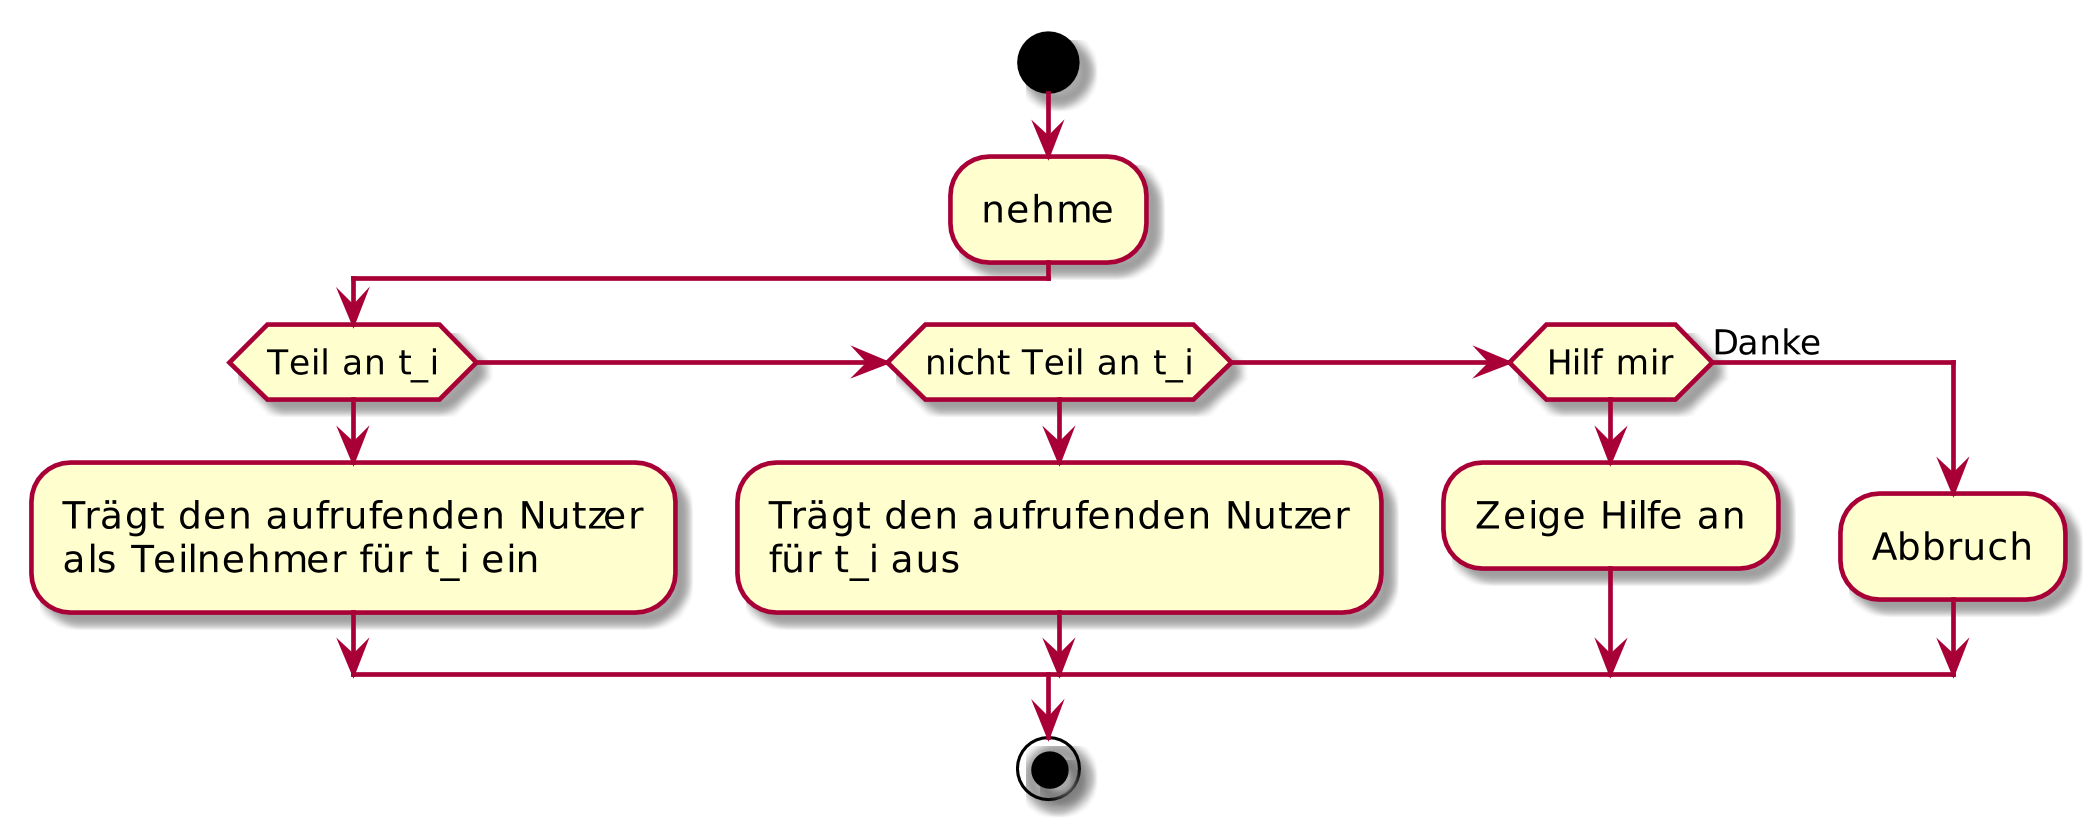 nehme
Teil an t_i
nicht Teil an t_i
Hilf mir
Danke
Trägt den aufrufenden Nutzer
als Teilnehmer für t_i ein
Trägt den aufrufenden Nutzer
für t_i aus
Zeige Hilfe an
Abbruch